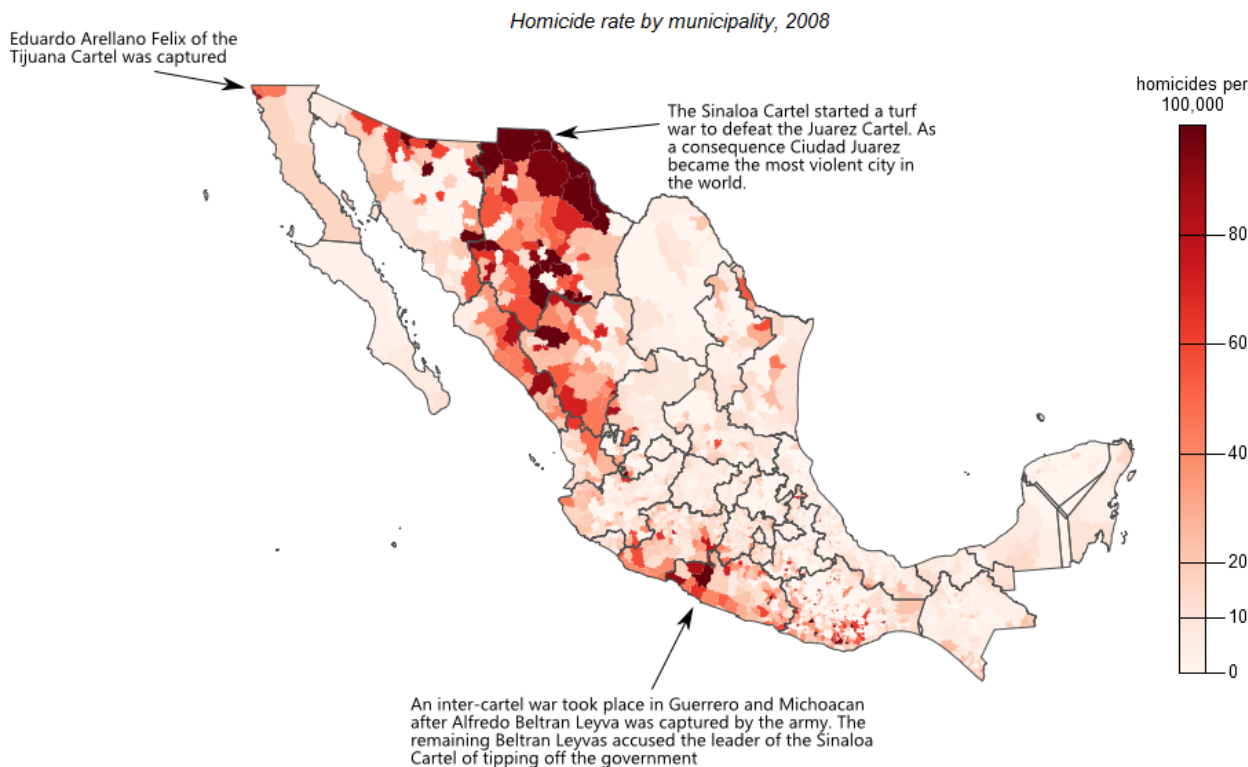 Homicide rate by municipality, 2008
Eduardo Arellano Felix of the
Tijuana Cartel was captured
homicides per
100,000
The Sinaloa Cartel started a turf
war to defeat the Juarez Cartel. As
a consequence Ciudad Juarez
became the most violent city in
the world.
80
60
40
20
10
0
An inter-cartel war took place in Guerrero and Michoacan
after Alfredo Beltran Leyva was captured by the army. The
remaining Beltran Leyvas accused the leader of the Sinaloa
Cartel of tipping off the government